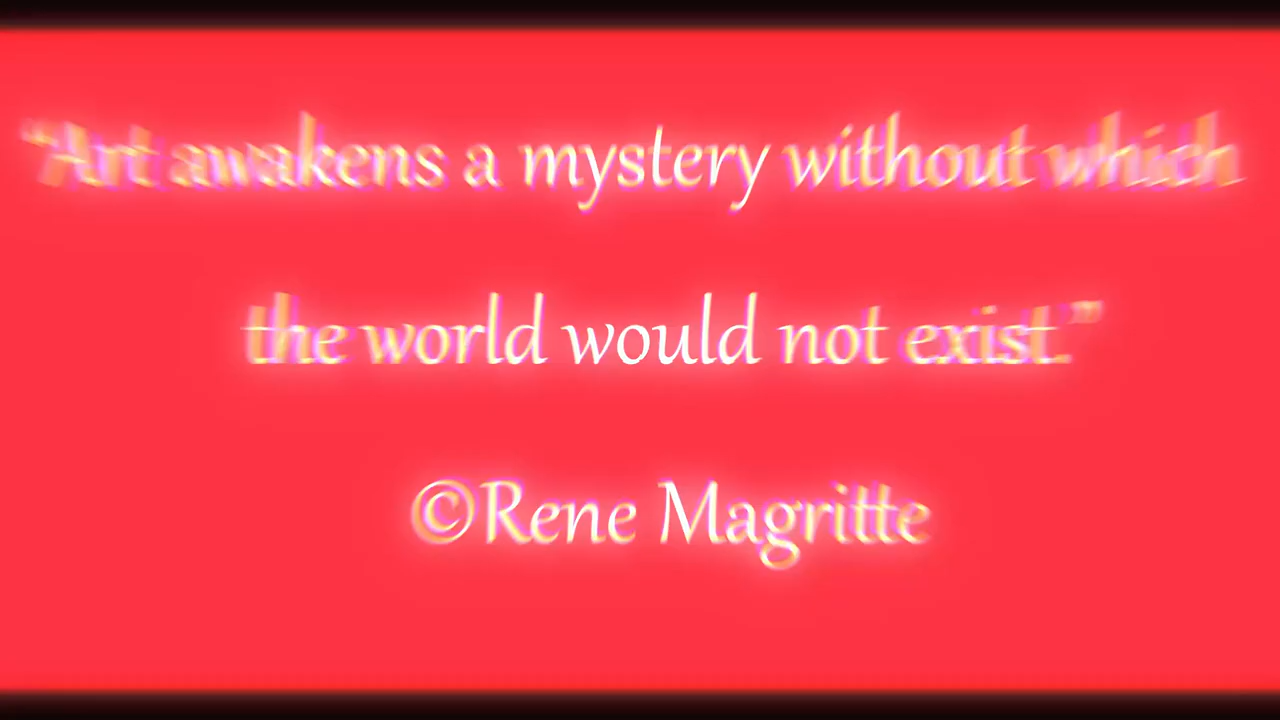 “Art awakens a mystery without which
the world would not exist.”
©Rene Magritte